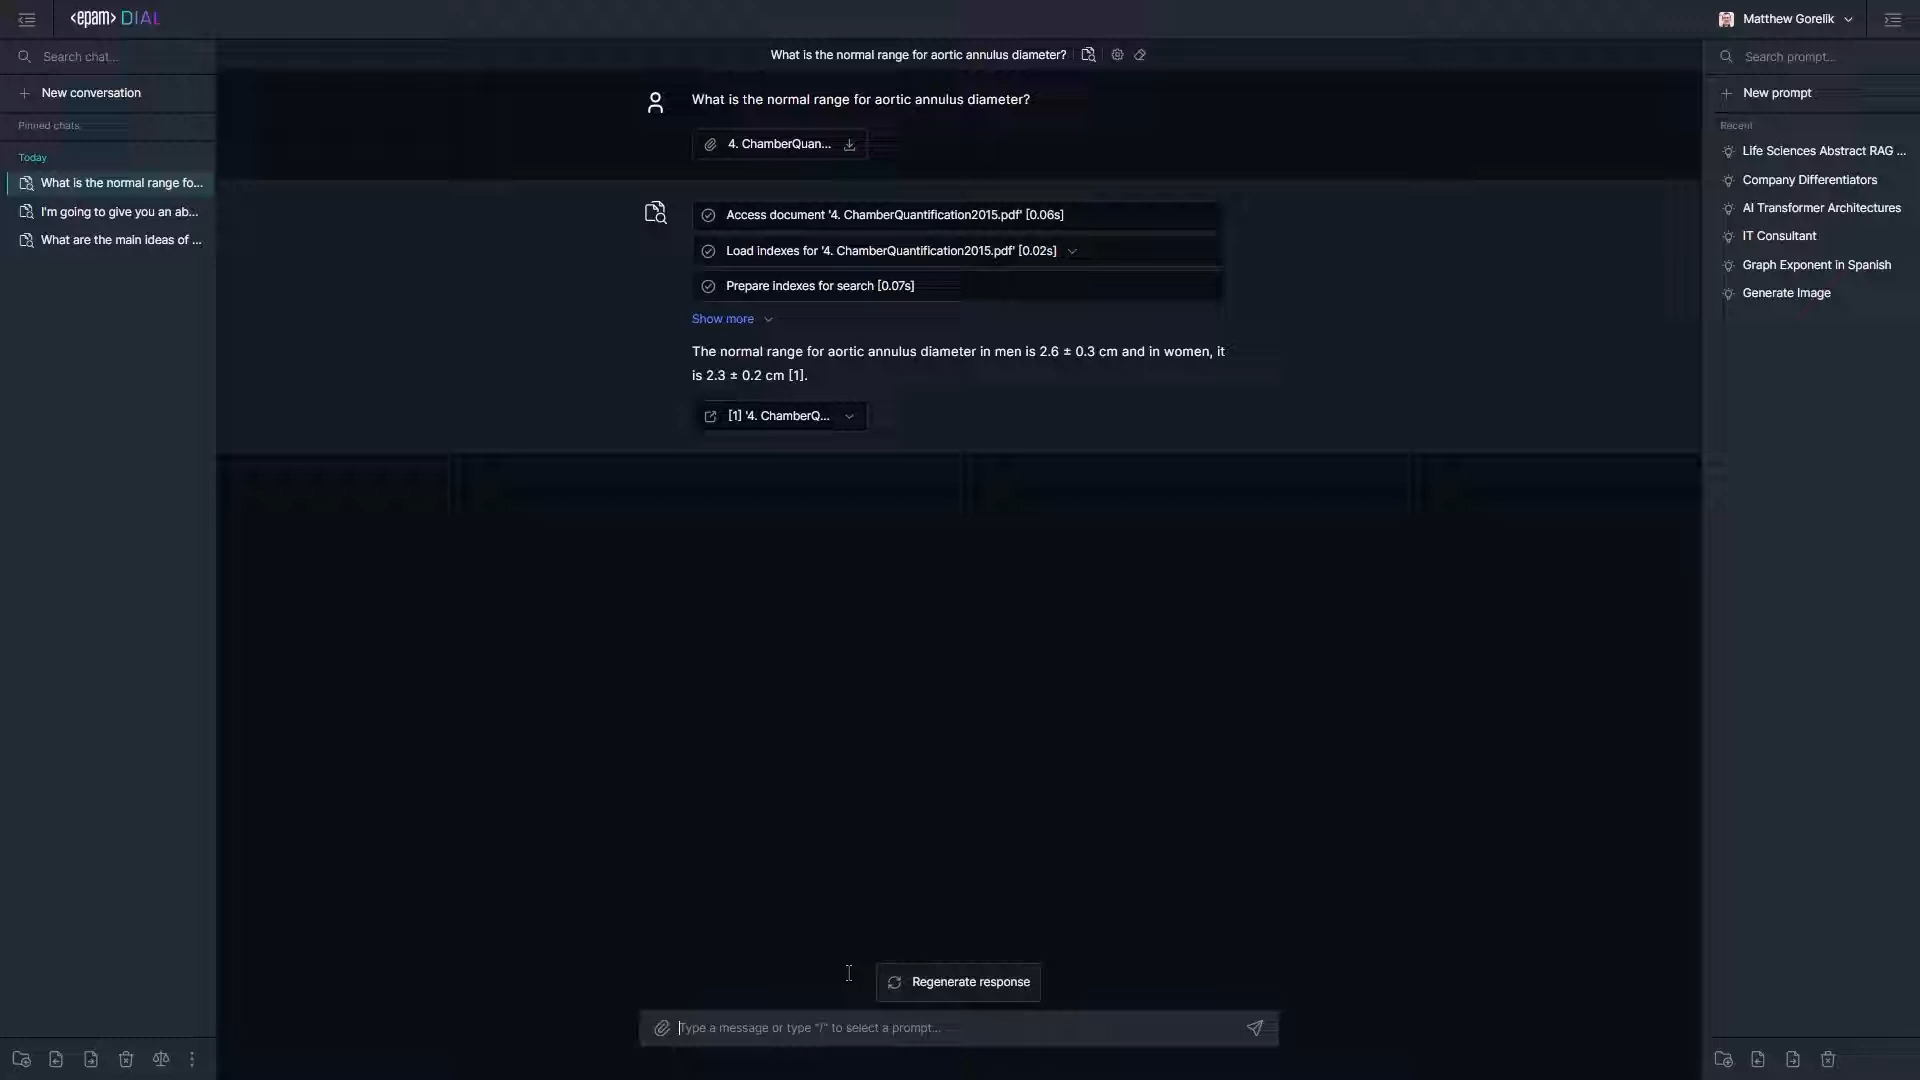 <epam> DIAL
Matthew Gorelik
Search chat...
New conversation
Pinned chats
Today
What is the normal range fo...
I'm going to give you an ab...
What are the main ideas of ...
What is the normal range for aortic annulus diameter?
What is the normal range for aortic annulus diameter?
4. ChamberQuan...
Access document '4. ChamberQuantification2015.pdf' [0.06s]
Load indexes for '4. ChamberQuantification2015.pdf' [0.02s]
Prepare indexes for search [0.07s]
Show more
The normal range for aortic annulus diameter in men is 2.6 ± 0.3 cm and in women, it
is 2.3 ± 0.2 cm [1].
[1] '4. ChamberQ...
Regenerate response
Type a message or type "/" to select a prompt...
Search prompt...
New prompt
Recent
Life Sciences Abstract RAG ...
Company Differentiators
AI Transformer Architectures
IT Consultant
Graph Exponent in Spanish
Generate Image